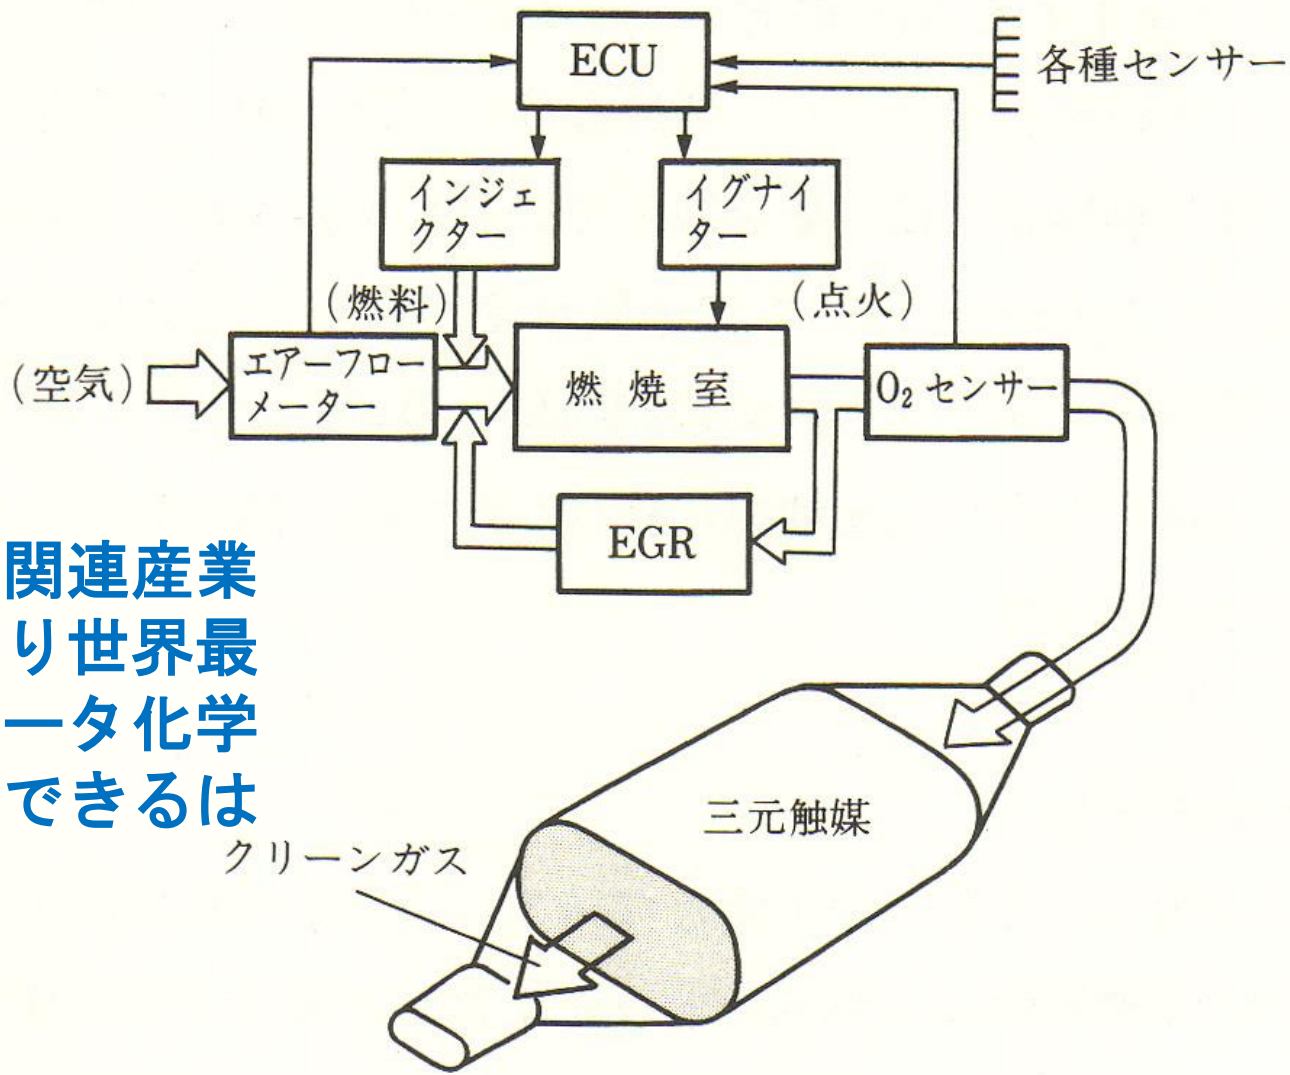 ECU
各種センサー
インジェ
クター
イグナイ
ター
(燃料)
(点火)
(空気)
エアーフロー
メーター
燃焼室
O₂センサー
EGR
関連産業
り世界最
ータ化学
できるは
三元触媒
クリーンガス